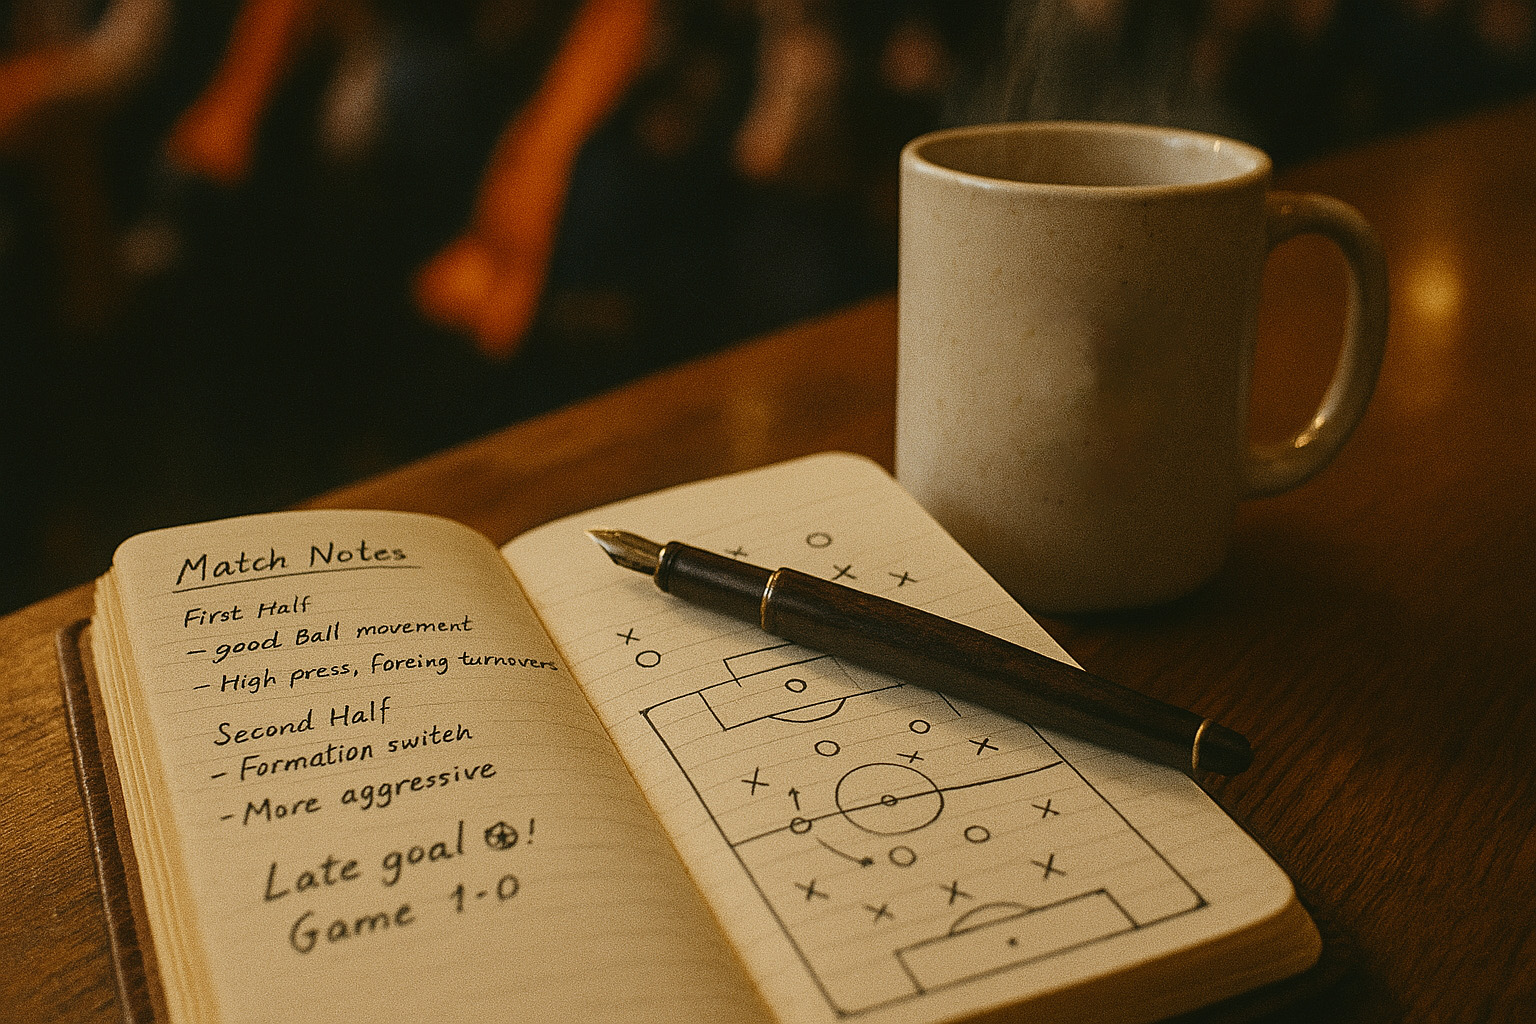 Match Notes
First Half
- good Ball movement
- High press, foreing turnovers
Second Half
- Formation switeh
- More aggressive
Late goal ⚽!
Game 1-0